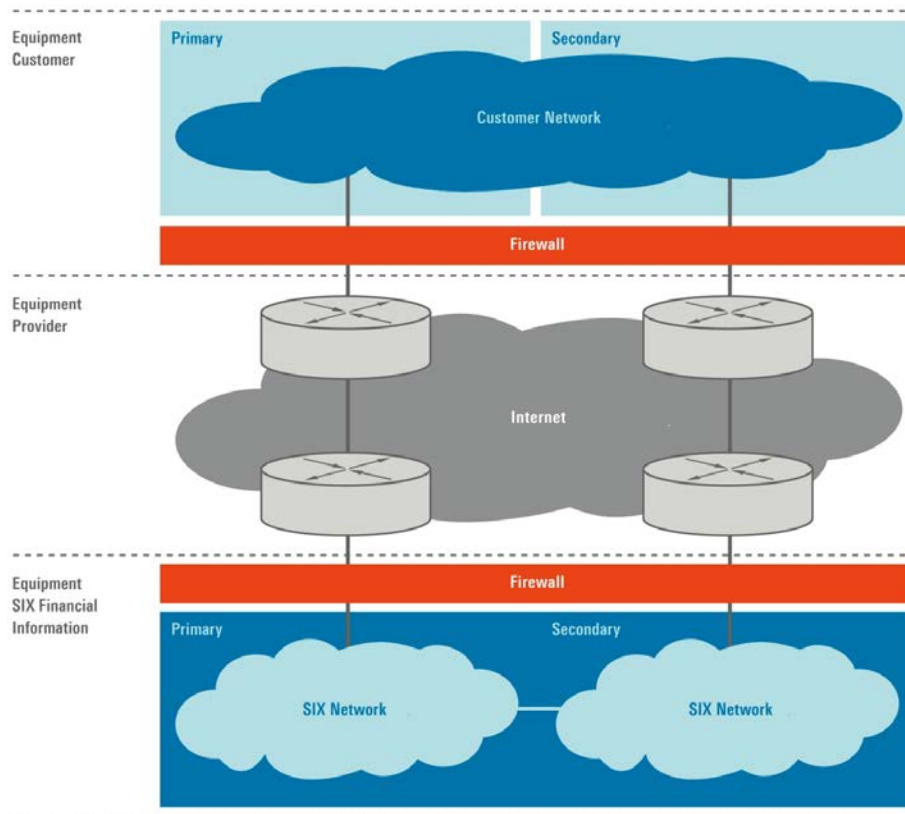 Equipment
Customer
Primary
Secondary
Customer Network
Firewall
Equipment
Provider
Internet
Equipment
SIX Financial
Information
Firewall
Primary
Secondary
SIX Network
SIX Network